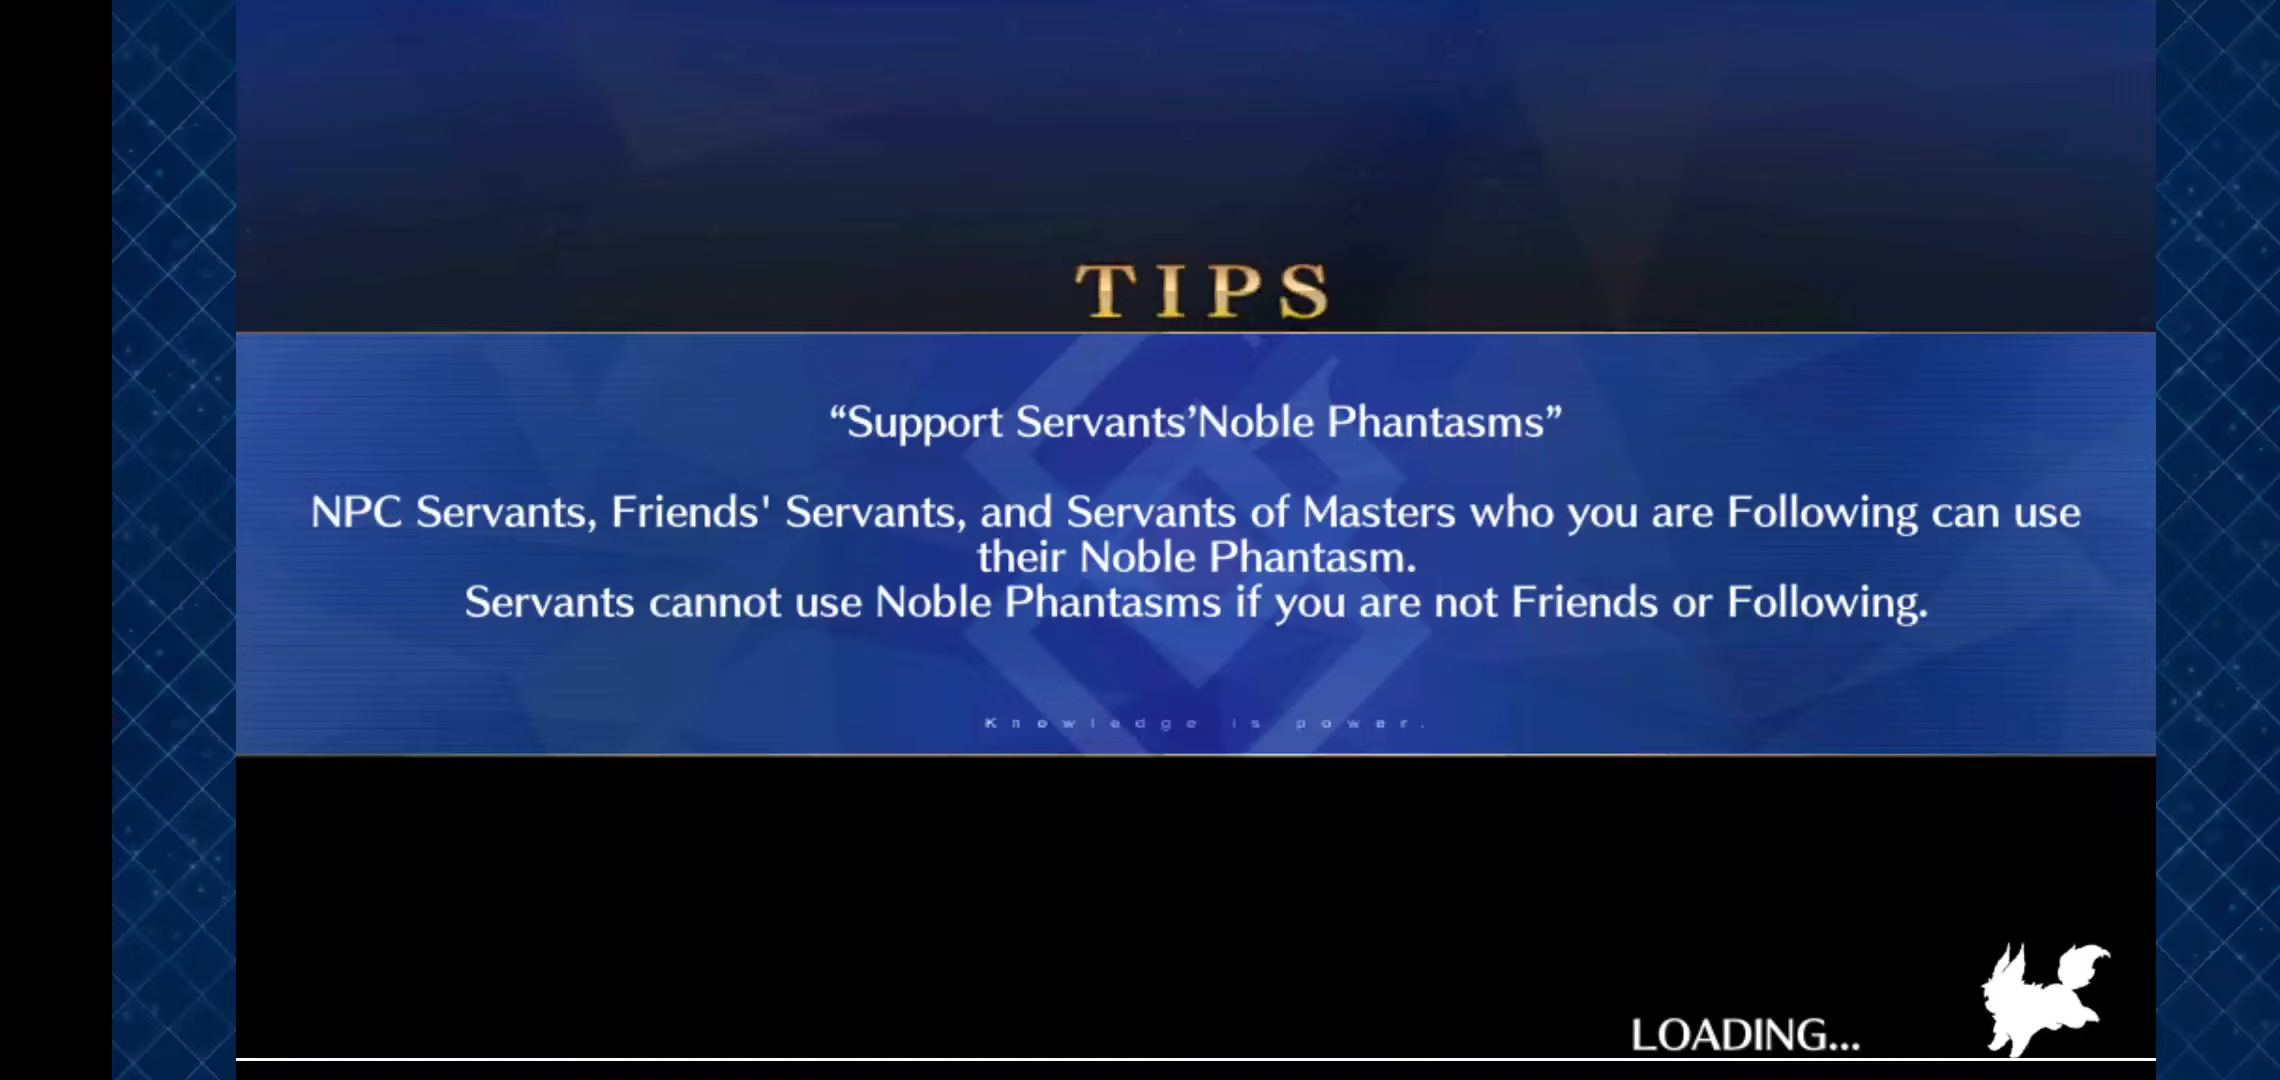 TIPS
“Support Servants’Noble Phantasms”
NPC Servants, Friends' Servants, and Servants of Masters who you are Following can use
their Noble Phantasm.
Servants cannot use Noble Phantasms if you are not Friends or Following.
Knowledge is power.
LOADING...